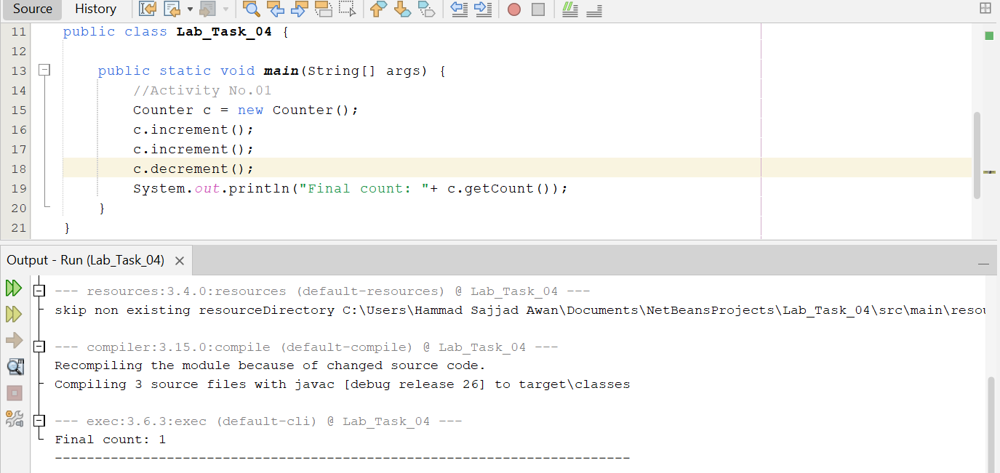 Source History
11 public class Lab_Task_04 {
12
13 public static void main(String[] args) {
14 //Activity No.01
15 Counter c = new Counter();
16 c.increment();
17 c.increment();
18 c.decrement();
19 System.out.println("Final count: "+ c.getCount());
20 }
21 }
Output - Run (Lab_Task_04)
--- resources:3.4.0:resources (default-resources) @ Lab_Task_04 ---
skip non existing resourceDirectory C:\Users\Hammad Sajjad Awan\Documents\NetBeansProjects\Lab_Task_04\src\main\resou
--- compiler:3.15.0:compile (default-compile) @ Lab_Task_04 ---
Recompiling the module because of changed source code.
Compiling 3 source files with javac [debug release 26] to target\classes
--- exec:3.6.3:exec (default-cli) @ Lab_Task_04 ---
Final count: 1
------------------------------------------------------------------------